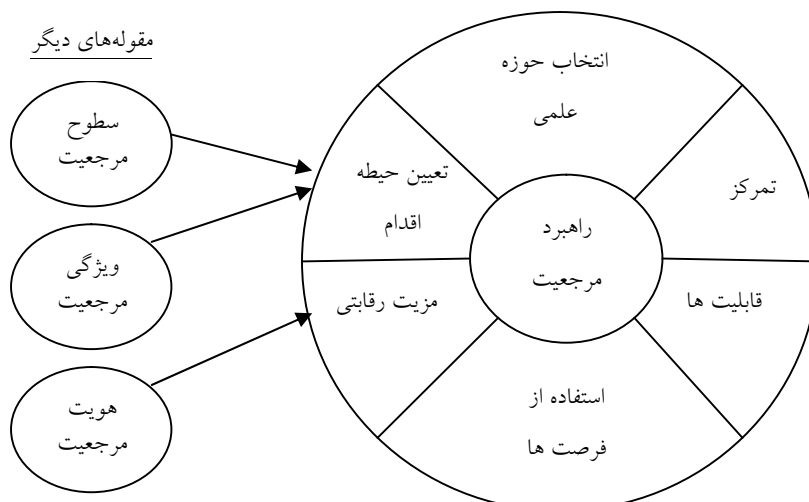 مقوله‌های دیگر
سطوح
مرجعیت
ویژگی
مرجعیت
هویت
مرجعیت
انتخاب حوزه
علمی
تمرکز
قابلیت ها
استفاده از
فرصت ها
مزیت رقابتی
تعیین حیطه
اقدام
راهبرد
مرجعیت